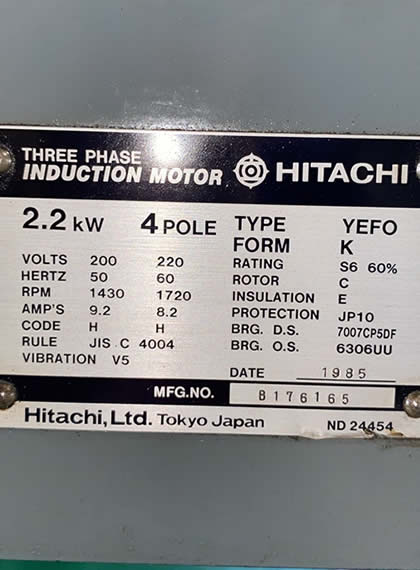 THREE PHASE
INDUCTION MOTOR HITACHI
2.2 kW 4 POLE TYPE YEFO
FORM K
VOLTS 200 220 RATING S6 60%
HERTZ 50 60 ROTOR C
RPM 1430 1720 INSULATION E
AMP'S 9.2 8.2 PROTECTION JP10
CODE H H BRG. D.S. 7007CP5DF
RULE JIS C 4004 BRG. O.S. 6306UU
VIBRATION V5
DATE 1985
MFG.NO. B176165
Hitachi, Ltd. Tokyo Japan ND 24454